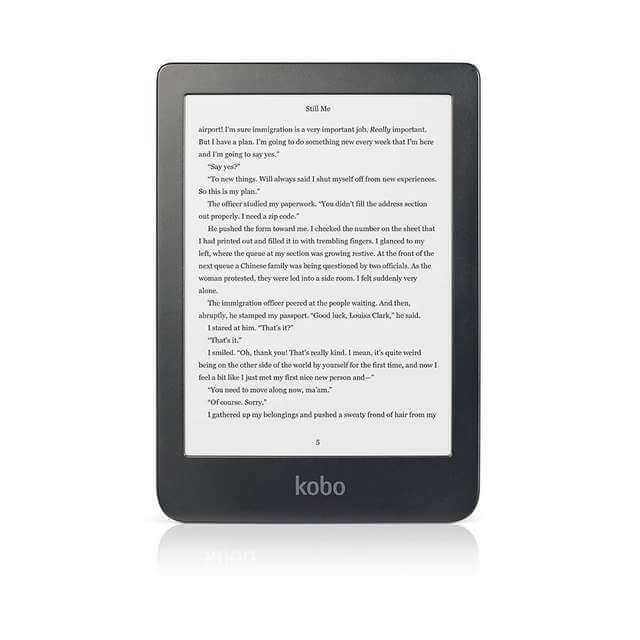 Still Me
airport! I'm sure immigration is a very important job. Really important.
But I have a plan. I'm going to do something new every week that I'm here
and I'm going to say yes."
"Say yes?"
"To new things. Will always said I shut myself off from new experiences.
So this is my plan."
The officer studied my paperwork. "You didn't fill the address section
out properly. I need a zip code."
He pushed the form toward me. I checked the number on the sheet that
I had printed out and filled it in with trembling fingers. I glanced to my
left, where the queue at my section was growing restive. At the front of the
next queue a Chinese family was being questioned by two officials. As the
woman protested, they were led into a side room. I felt suddenly very
alone.
The immigration officer peered at the people waiting. And then,
abruptly, he stamped my passport. "Good luck, Louisa Clark," he said.
I stared at him. "That's it?"
"That's it."
I smiled. "Oh, thank you! That's really kind. I mean, it's quite weird
being on the other side of the world by yourself for the first time, and now I
feel a bit like I just met my first nice new person and—"
"You need to move along now, ma'am."
"Of course. Sorry."
I gathered up my belongings and pushed a sweaty frond of hair from my
5
kobo